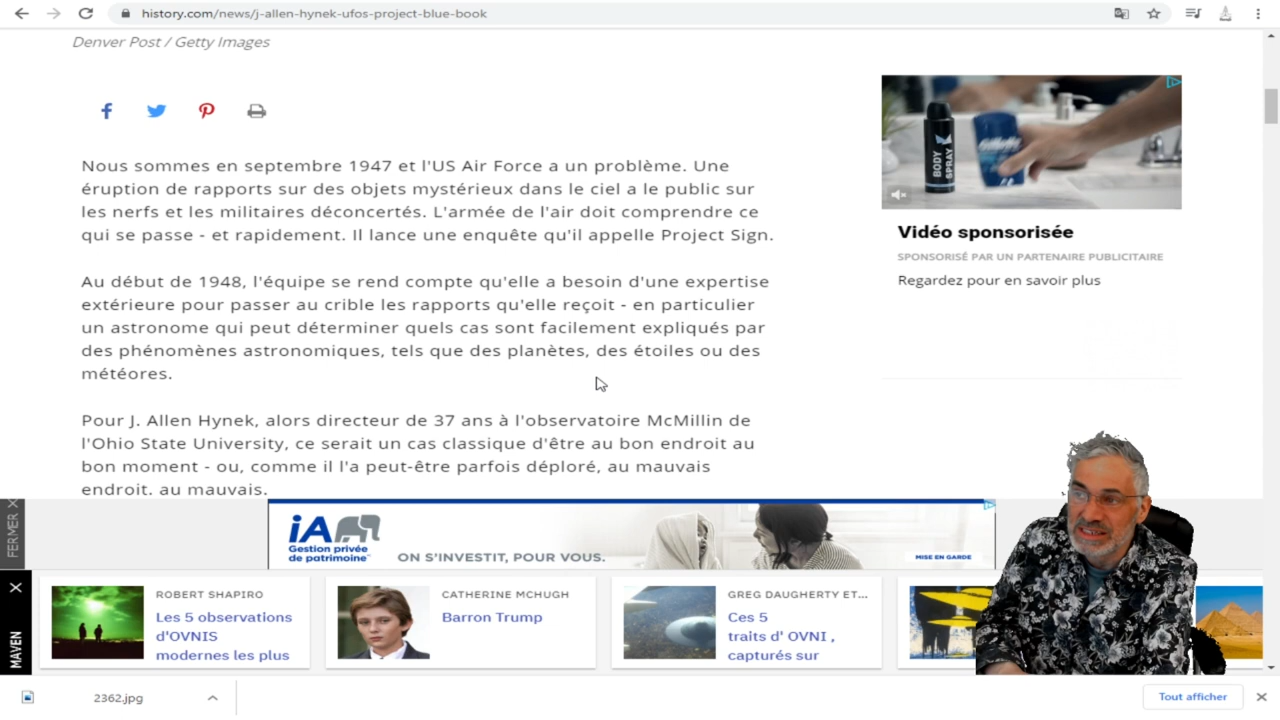 history.com/news/j-allen-hynek-ufos-project-blue-book
Denver Post / Getty Images
Nous sommes en septembre 1947 et l'US Air Force a un problème. Une
éruption de rapports sur des objets mystérieux dans le ciel a le public sur
les nerfs et les militaires déconcertés. L'armée de l'air doit comprendre ce
qui se passe - et rapidement. Il lance une enquête qu'il appelle Project Sign.
Au début de 1948, l'équipe se rend compte qu'elle a besoin d'une expertise
extérieure pour passer au crible les rapports qu'elle reçoit - en particulier
un astronome qui peut déterminer quels cas sont facilement expliqués par
des phénomènes astronomiques, tels que des planètes, des étoiles ou des
météores.
Pour J. Allen Hynek, alors directeur de 37 ans à l'observatoire McMillin de
l'Ohio State University, ce serait un cas classique d'être au bon endroit au
bon moment - ou, comme il l'a peut-être parfois déploré, au mauvais
endroit. au mauvais.
BODY SPRAY
Gillette
Vidéo sponsorisée
SPONSORISÉ PAR UN PARTENAIRE PUBLICITAIRE
Regardez pour en savoir plus
FERMER X
iA
Gestion privée
de patrimoine
ON S'INVESTIT, POUR VOUS.
MISE EN GARDE
X
MAVEN
ROBERT SHAPIRO
Les 5 observations
d'OVNIS
modernes les plus
CATHERINE MCHUGH
Barron Trump
GREG DAUGHERTY ET...
Ces 5
traits d' OVNI ,
capturés sur
2362.jpg
Tout afficher